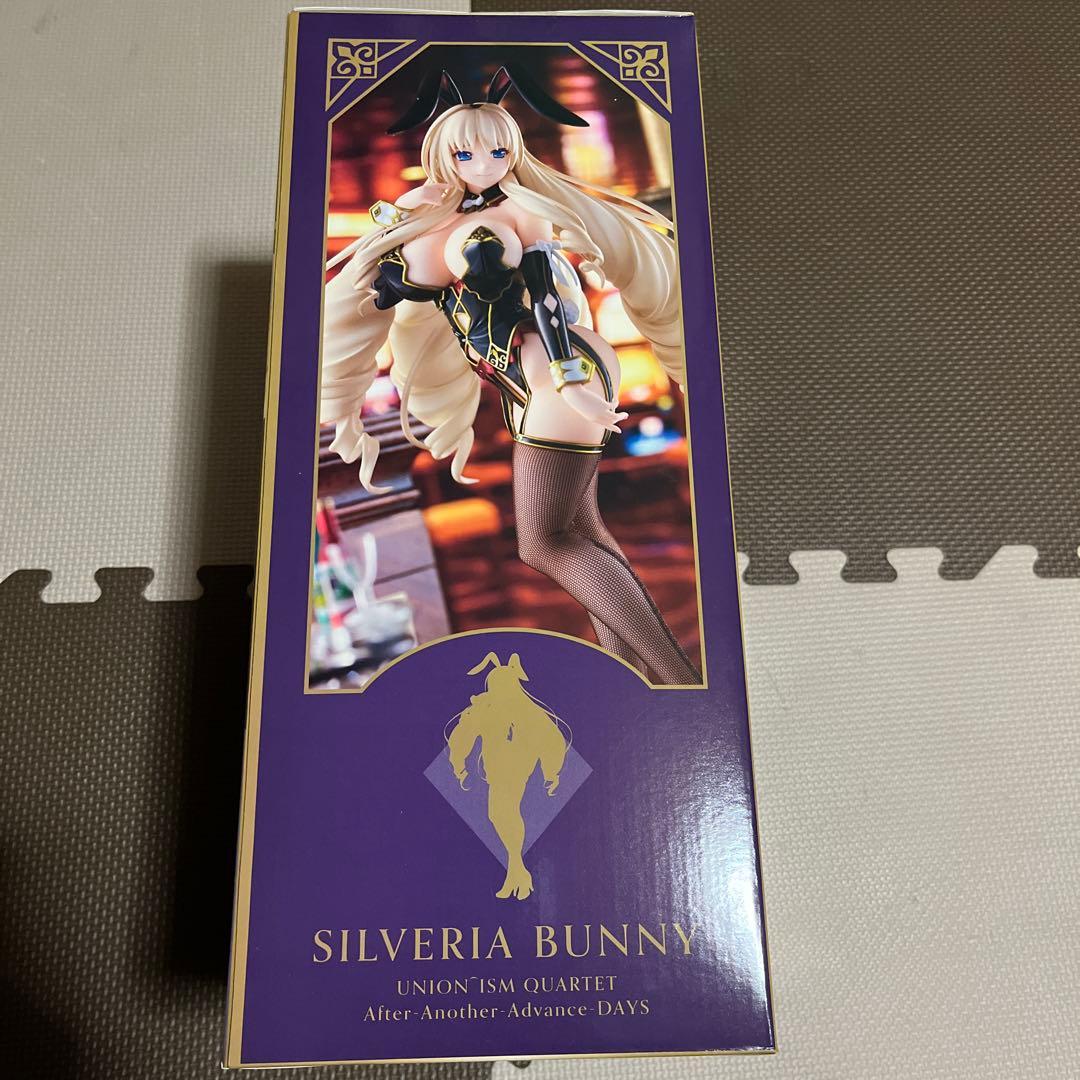 SILVERIA BUNNY
UNION⁀ISM QUARTET
After-Another-Advance-DAYS